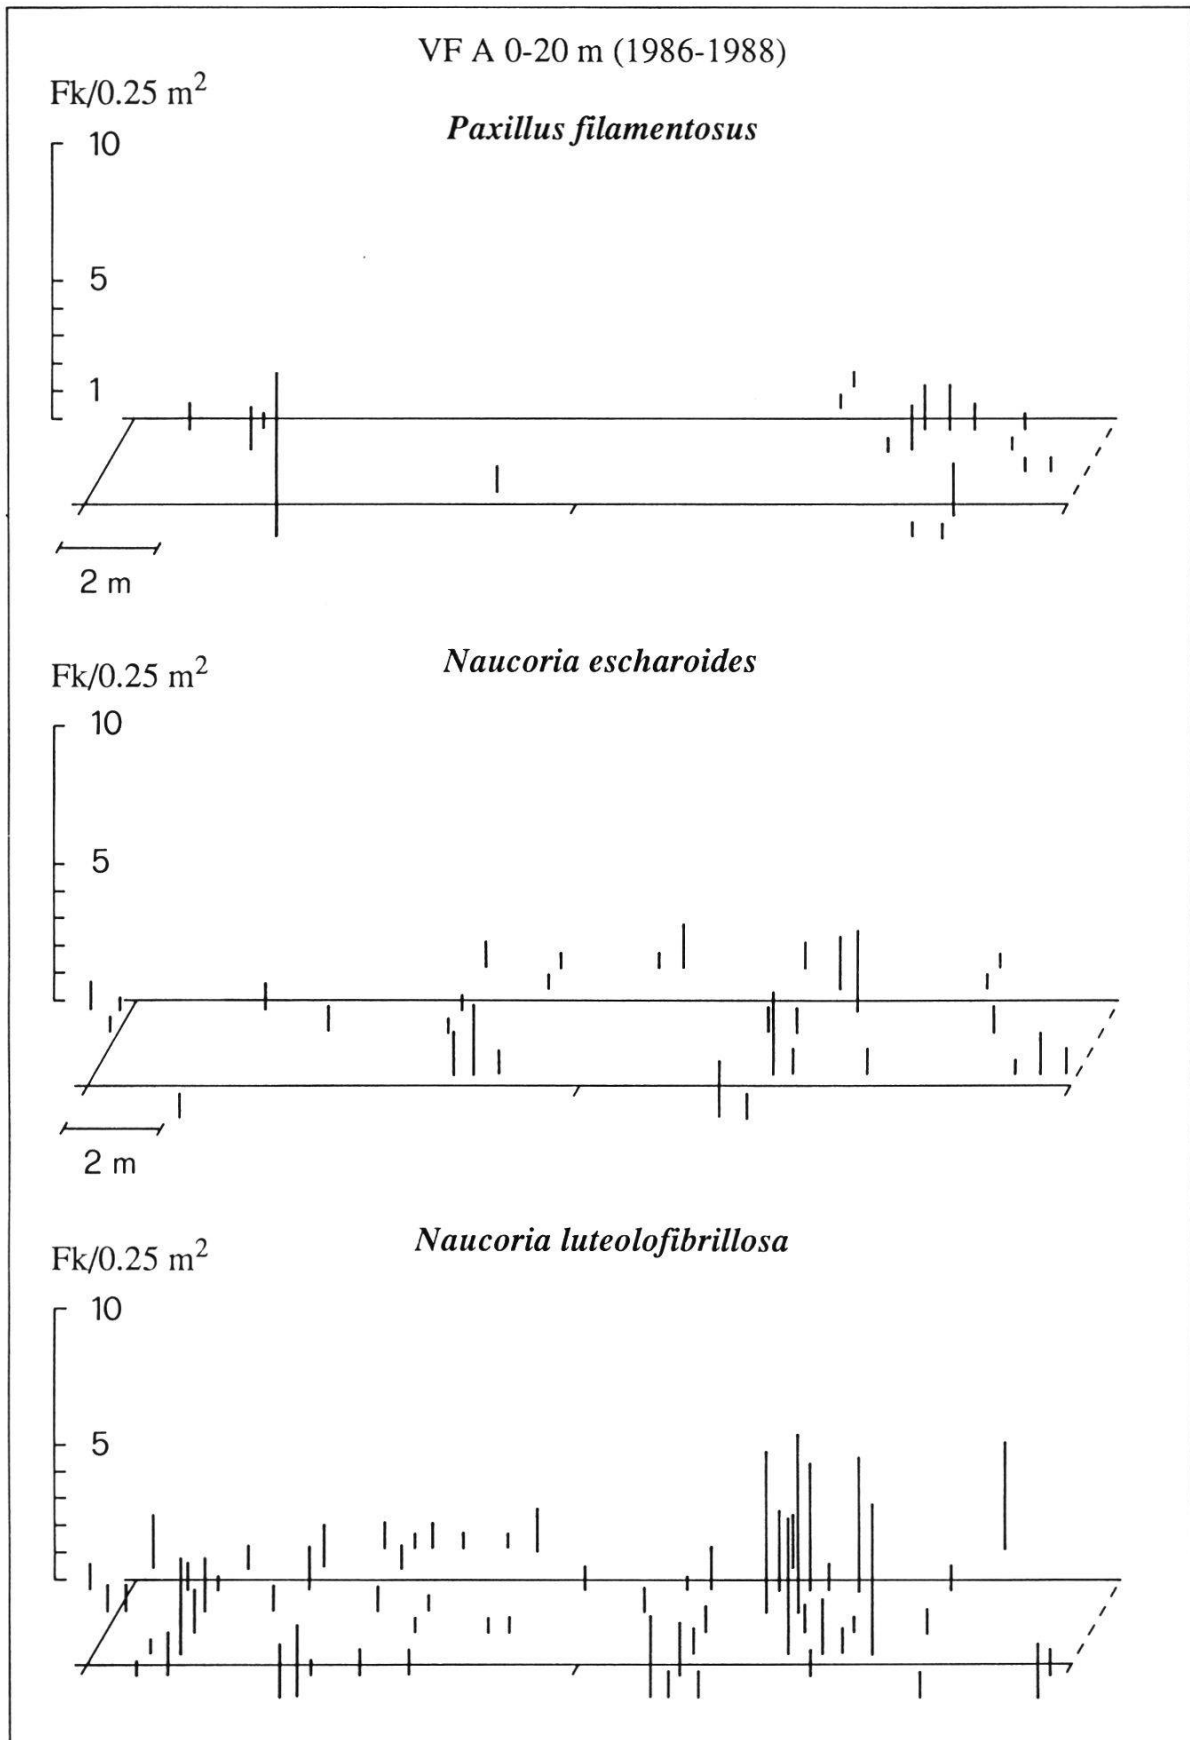 VF A 0-20 m (1986-1988)
Fk/0.25 m²
Paxillus filamentosus
10
5
1
2 m
Naucoria escharoides
Fk/0.25 m²
10
5
2 m
Naucoria luteolofibrillosa
Fk/0.25 m²
10
5